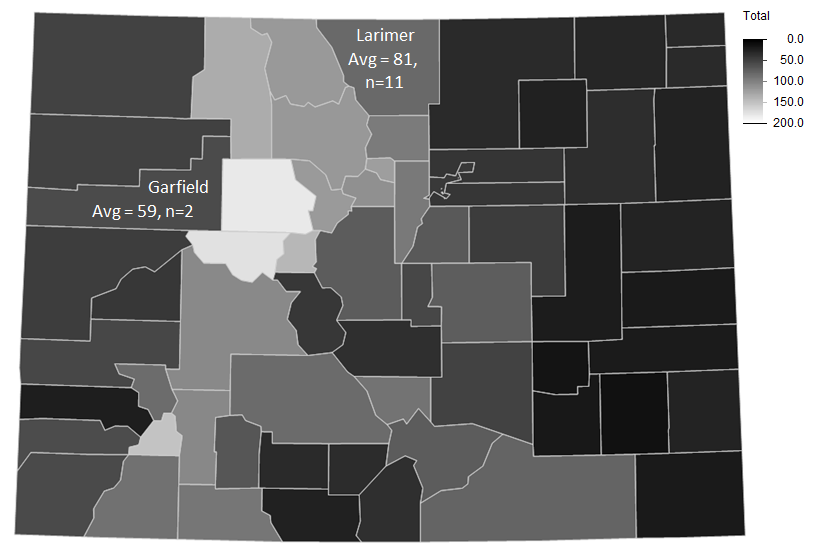 Larimer
Avg = 81,
n=11
Garfield
Avg = 59, n=2
Total
0.0
50.0
100.0
150.0
200.0